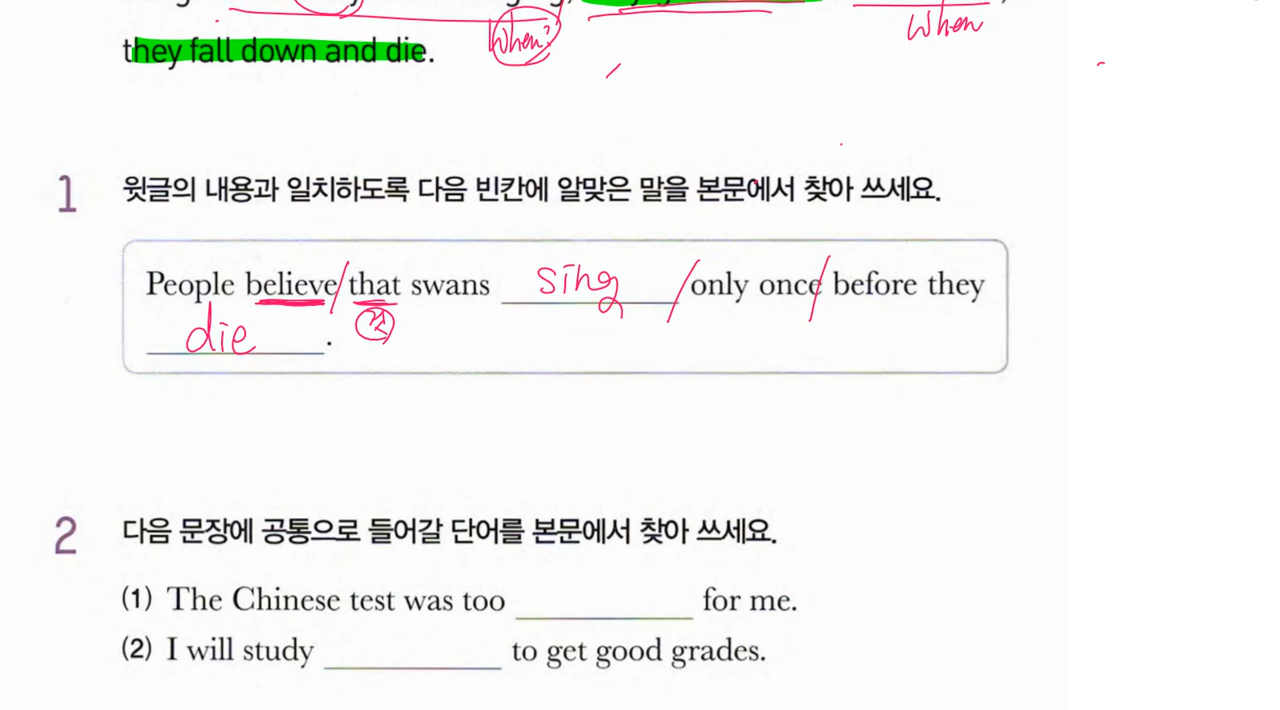 When?
When
they fall down and die.
1 윗글의 내용과 일치하도록 다음 빈칸에 알맞은 말을 본문에서 찾아 쓰세요.
People believe/that swans sing /only once/before they
것
die.
2 다음 문장에 공통으로 들어갈 단어를 본문에서 찾아 쓰세요.
(1) The Chinese test was too ________ for me.
(2) I will study ________ to get good grades.